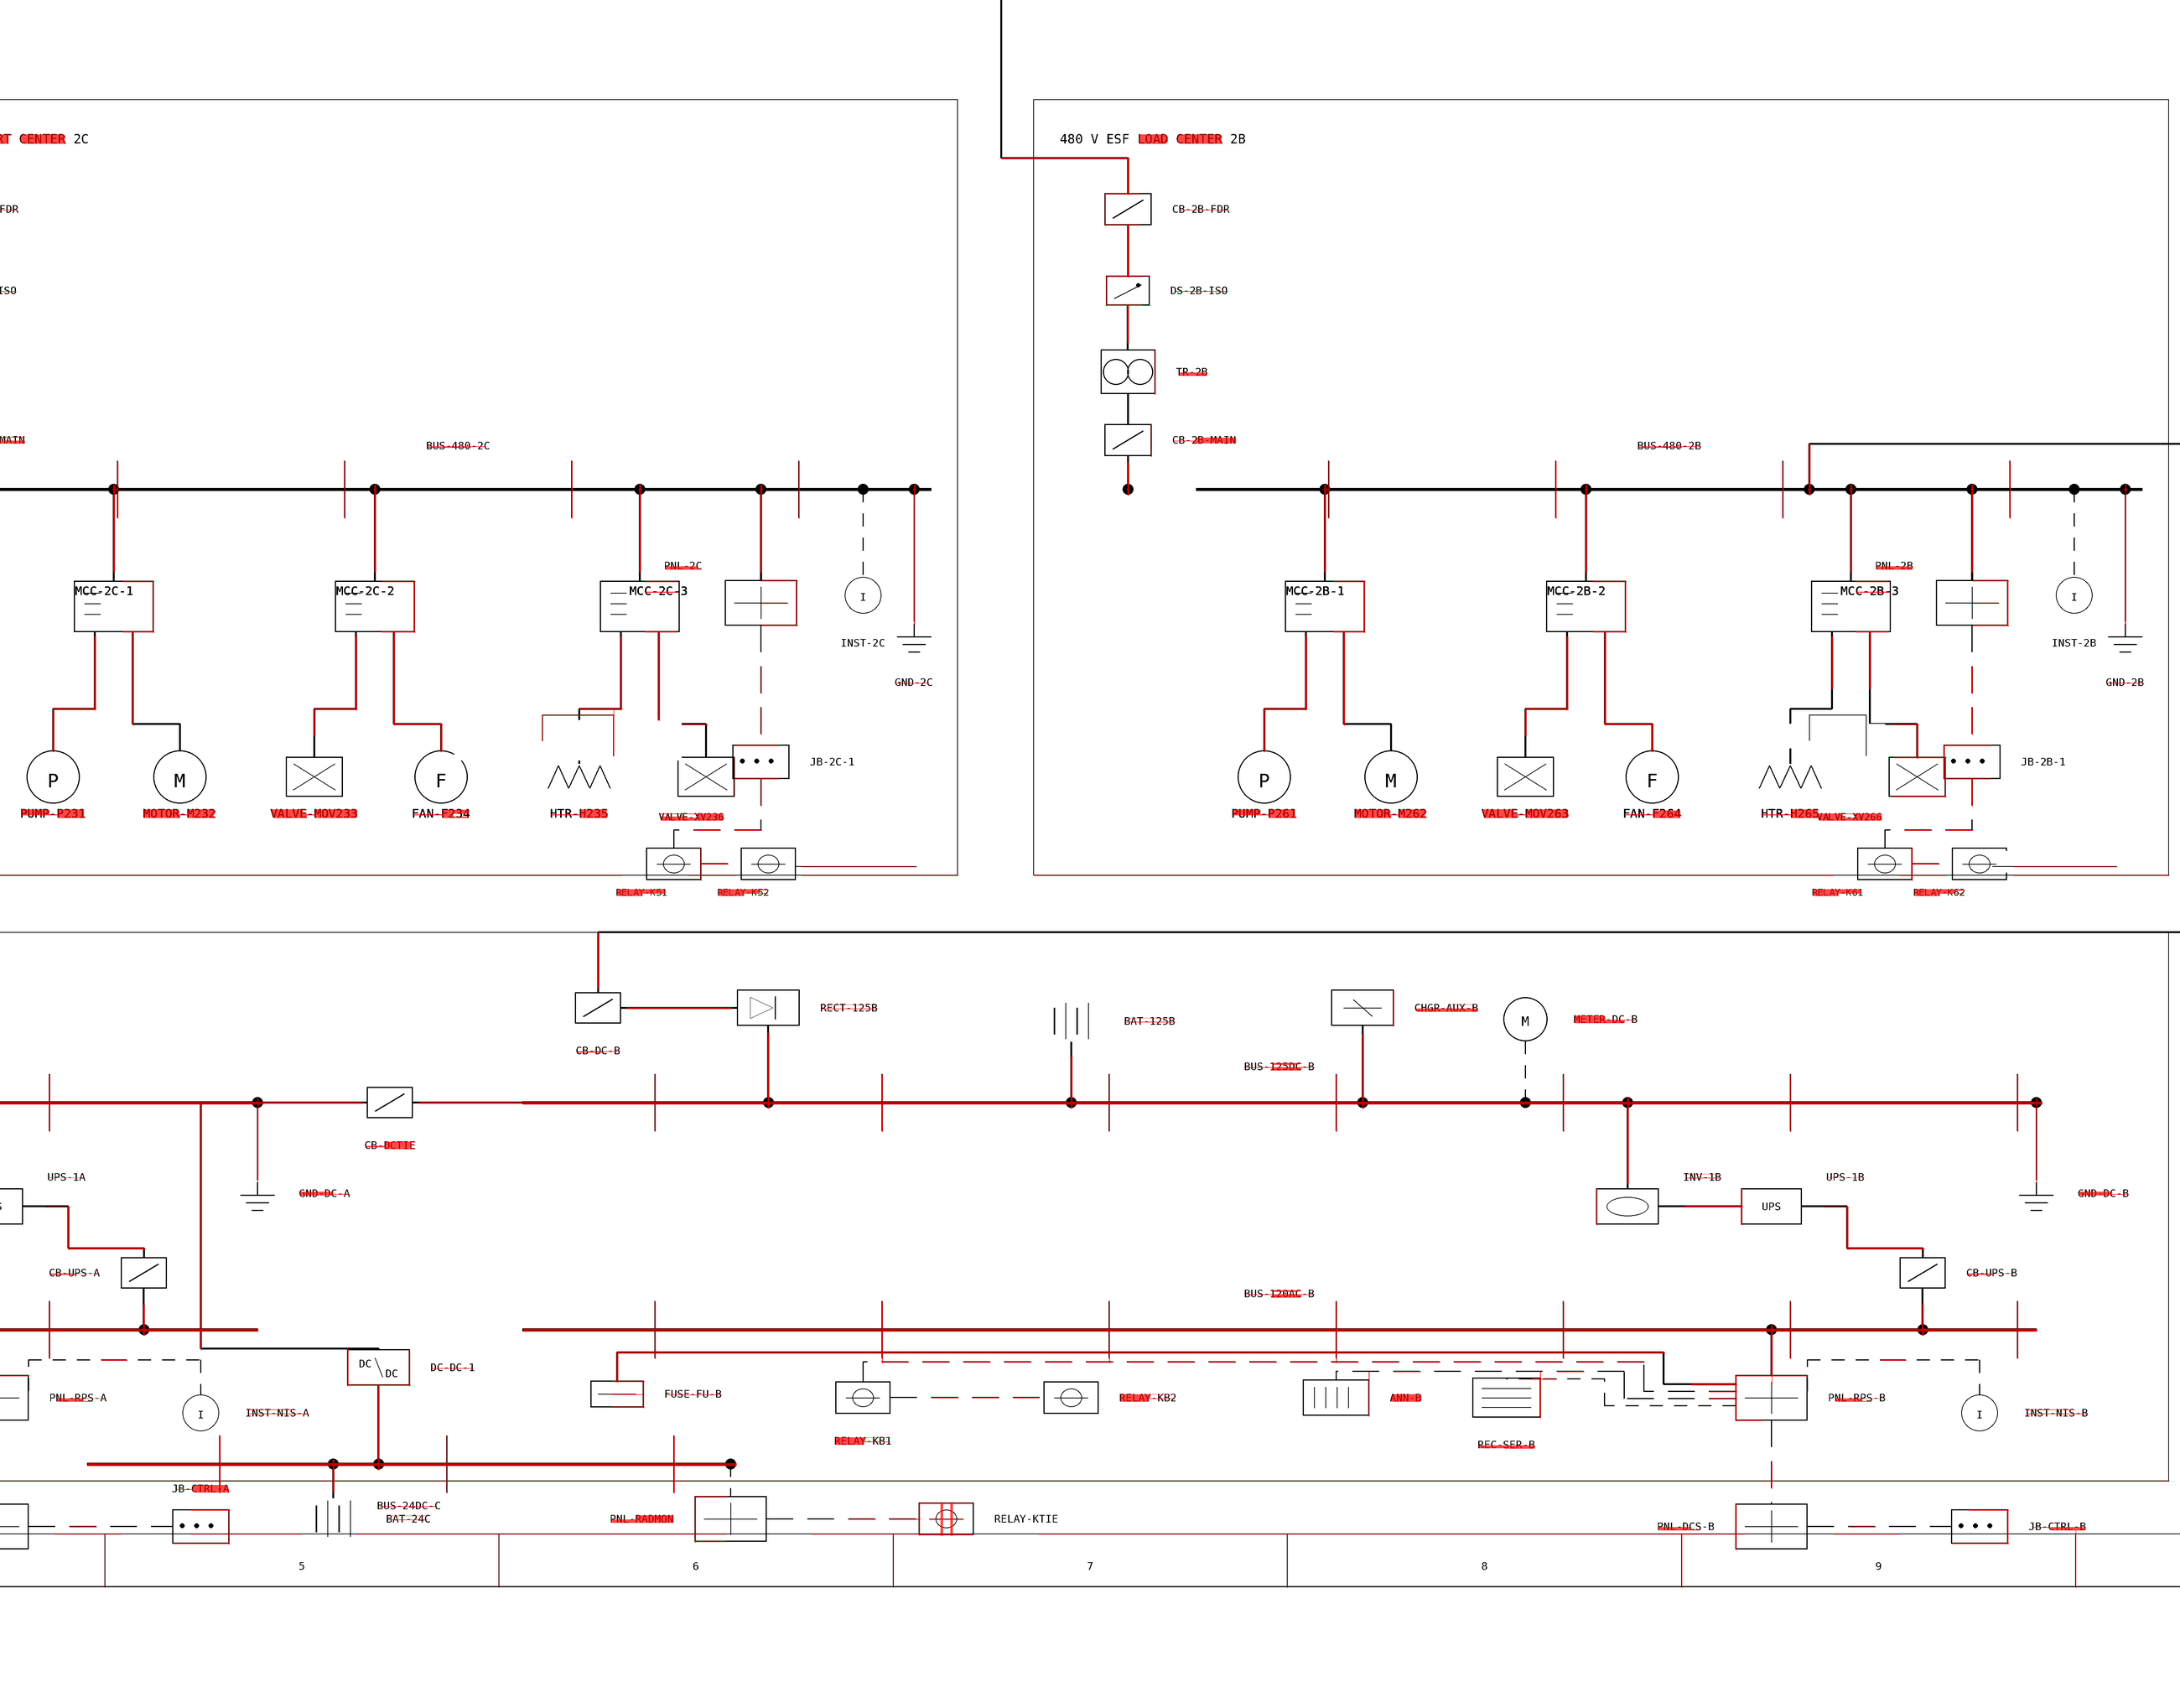 RT CENTER 2C
480 V ESF LOAD CENTER 2B
FDR
CB-2B-FDR
ISO
DS-2B-ISO
TR-2B
MAIN
BUS-480-2C
CB-2B-MAIN
BUS-480-2B
PNL-2C
PNL-2B
MCC-2C-1
MCC-2C-2
MCC-2C-3
I
MCC-2B-1
MCC-2B-2
MCC-2B-3
I
INST-2C
INST-2B
GND-2C
GND-2B
JB-2C-1
JB-2B-1
P
M
F
P
M
F
PUMP-P231
MOTOR-M232
VALVE-MOV233
FAN-F234
HTR-H235
VALVE-XV236
PUMP-P261
MOTOR-M262
VALVE-MOV263
FAN-F264
HTR-H265
VALVE-XV266
RELAY-K51
RELAY-K52
RELAY-K61
RELAY-K62
RECT-125B
BAT-125B
CHGR-AUX-B
M
METER-DC-B
CB-DC-B
BUS-125DC-B
CB-DCTIE
UPS-1A
GND-DC-A
INV-1B
UPS-1B
GND-DC-B
S
UPS
CB-UPS-A
CB-UPS-B
BUS-120AC-B
DC
DC
DC-DC-1
PNL-RPS-A
I
INST-NIS-A
FUSE-FU-B
RELAY-KB1
RELAY-KB2
ANN-B
REC-SER-B
PNL-RPS-B
I
INST-NIS-B
JB-CTRL-A
BUS-24DC-C
BAT-24C
PNL-RADMON
RELAY-KTIE
PNL-DCS-B
JB-CTRL-B
5
6
7
8
9